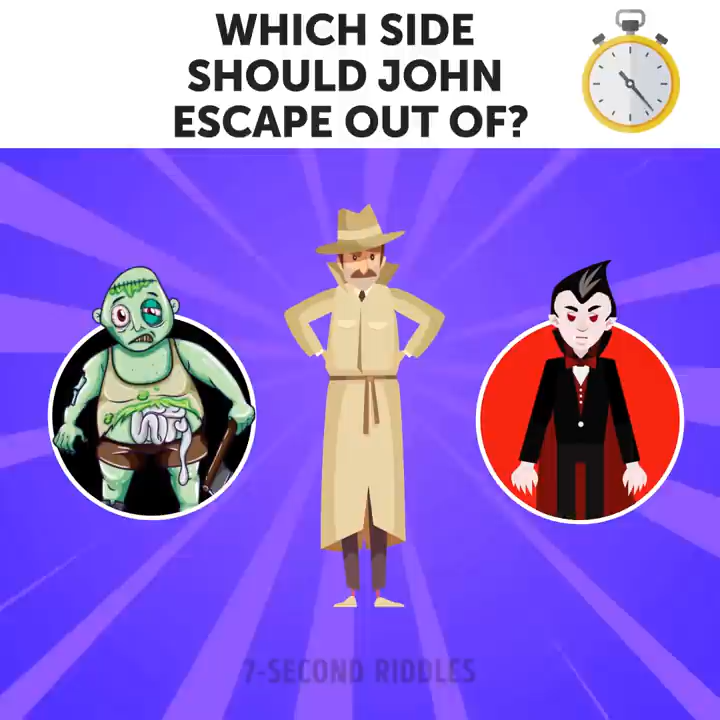 WHICH SIDE
SHOULD JOHN
ESCAPE OUT OF?
7-SECOND RIDDLES